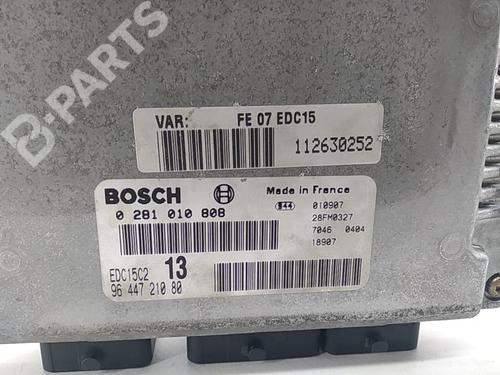 B-PARTS
VAR: FE 07 EDC15
112630252
BOSCH
Made in France
0 281 010 808
44 010907
28FM0327
7046 0404
18907
EDC15C2 13
96 447 210 80